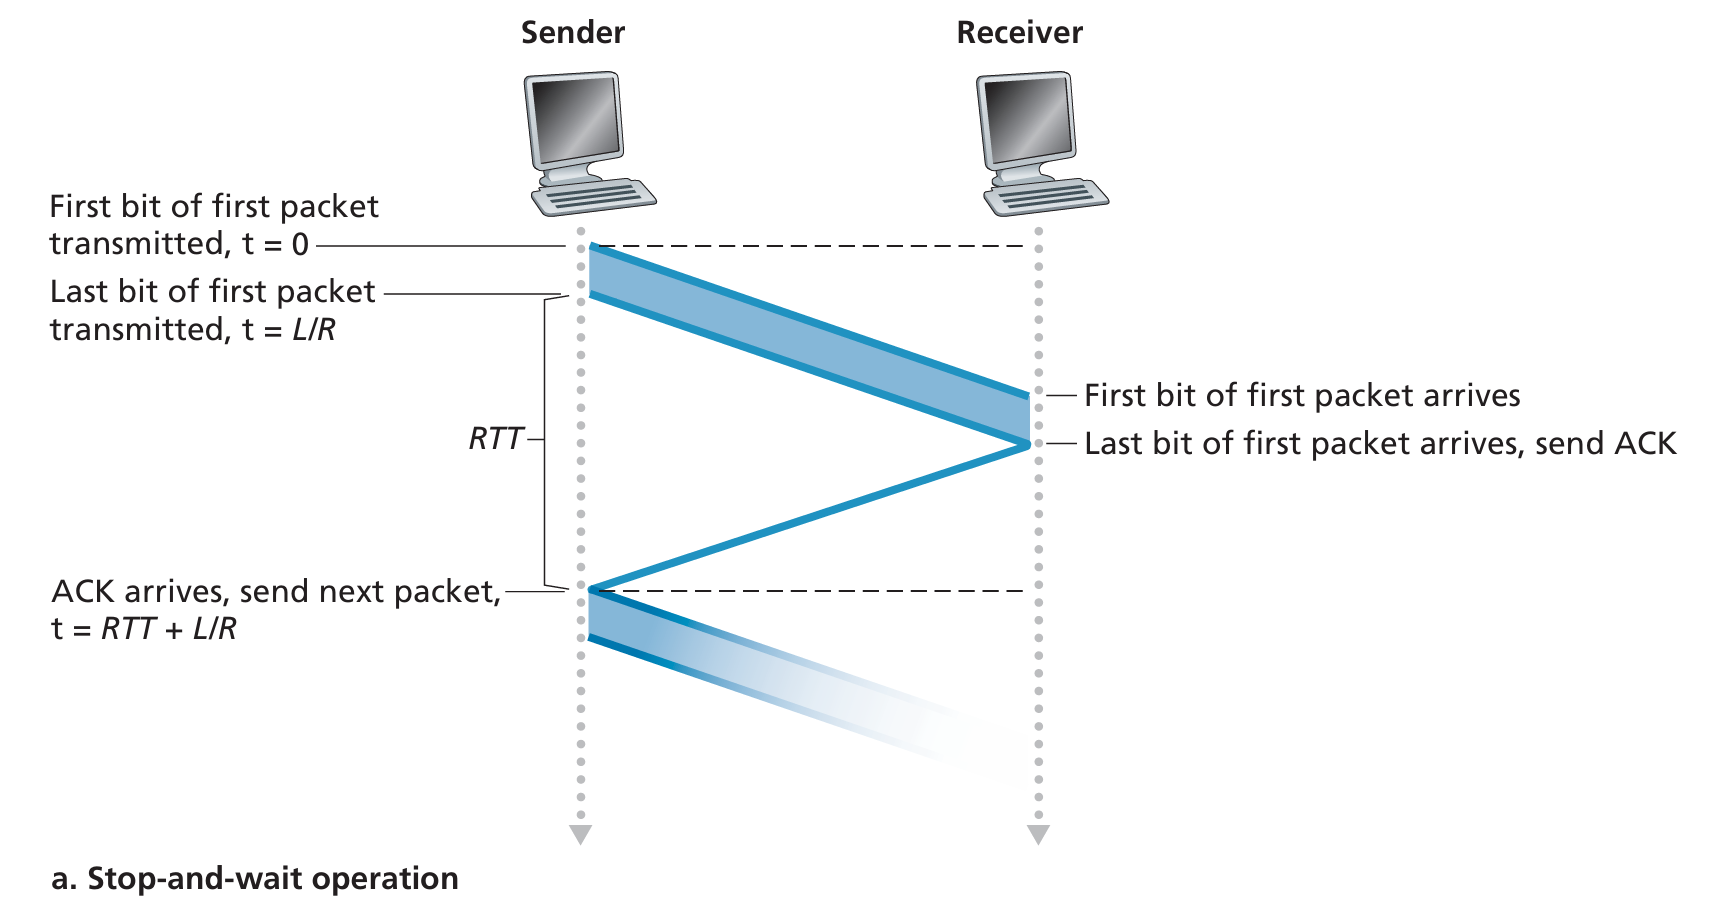 Sender
Receiver
First bit of first packet
transmitted, t = 0
Last bit of first packet
transmitted, t = L/R
First bit of first packet arrives
RTT
Last bit of first packet arrives, send ACK
ACK arrives, send next packet,
t = RTT + L/R
a. Stop-and-wait operation